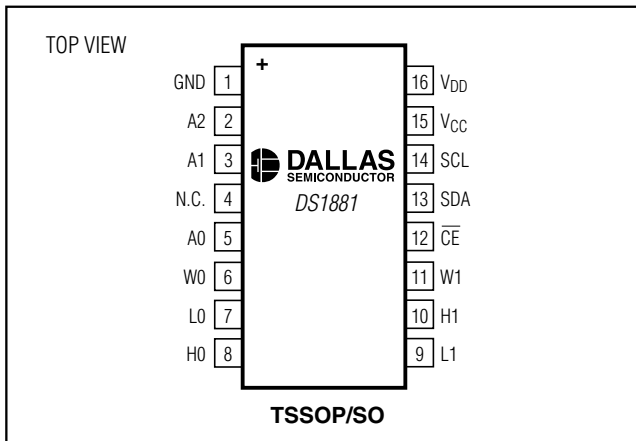 TOP VIEW
GND 1
A2 2
A1 3
N.C. 4
A0 5
W0 6
L0 7
H0 8
+
DALLAS
SEMICONDUCTOR
DS1881
16 VDD
15 VCC
14 SCL
13 SDA
12 C̅E̅
11 W1
10 H1
9 L1
TSSOP/SO